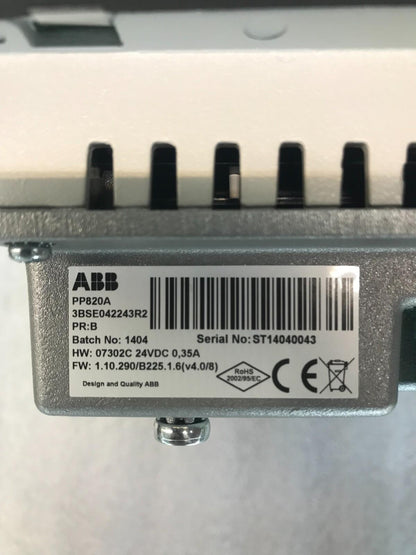 ABB
PP820A
3BSE042243R2
PR:B
Batch No: 1404 Serial No: ST14040043
HW: 07302C 24VDC 0,35A
FW: 1.10.290/B225.1.6(v4.0/8)
RoHS
2002/95/EC
CE
Design and Quality ABB